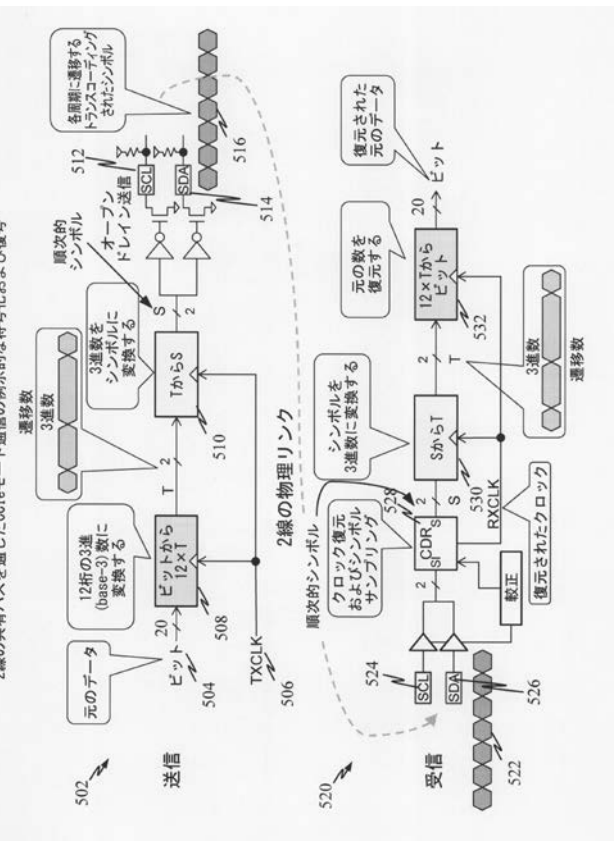 2線の共有バスを通じたCCIeモード通信の例示的な符号化および復号
遷移数
3進数
502
送信
元のデータ
ビット
504
20
12桁の3進
(base-3) 数に
変換する
ビットから
12×T
508
TXCLK
506
T
2
3進数を
シンボルに
変換する
TからS
510
順次的
シンボル
S
2
オープン
ドレイン送信
512
SCL
SDA
514
各周期に遷移する
トランスコーディング
されたシンボル
516
2線の物理リンク
520
受信
524
SCL
SDA
526
522
順次的シンボル
クロック復元
およびシンボル
サンプリング
2
528
CDR
SI
S
較正
2
S
シンボルを
3進数に変換する
SからT
530
RXCLK
復元されたクロック
2
T
元の数を
復元する
12×Tから
ビット
532
20
ビット
復元された
元のデータ
3進数
遷移数